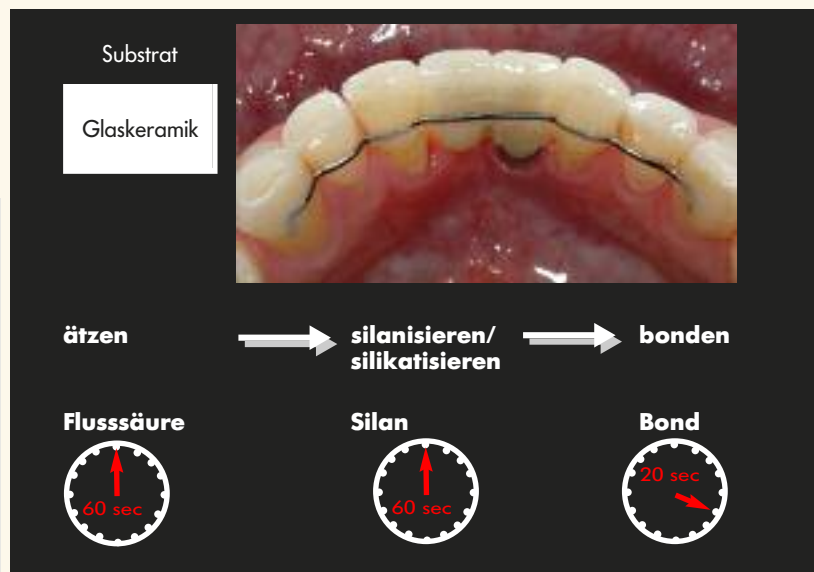 Substrat
Glaskeramik
ätzen
silanisieren/
silikatisieren
bonden
Flusssäure
Silan
Bond
60 sec
60 sec
20 sec